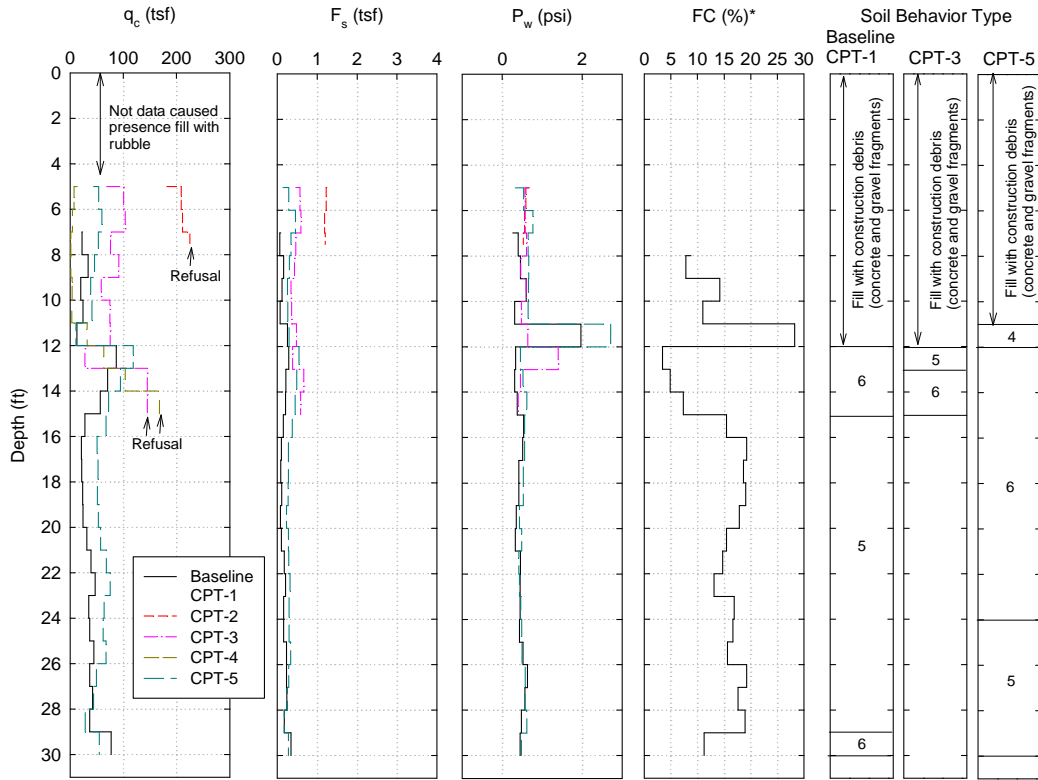 q_c (tsf)
F_s (tsf)
P_w (psi)
FC (%)*
Soil Behavior Type
Baseline
CPT-1
CPT-3
CPT-5
0 100 200 300
0 1 2 3 4
0 2
0 5 10 15 20 25 30
Depth (ft)
0
2
4
6
8
10
12
14
16
18
20
22
24
26
28
30
Not data caused
presence fill with
rubble
Refusal
Refusal
Baseline
CPT-1
CPT-2
CPT-3
CPT-4
CPT-5
Fill with construction debris
(concrete and gravel fragments)
6
5
6
Fill with construction debris
(concrete and gravel fragments)
5
6
Fill with construction debris
(concrete and gravel fragments)
4
6
5